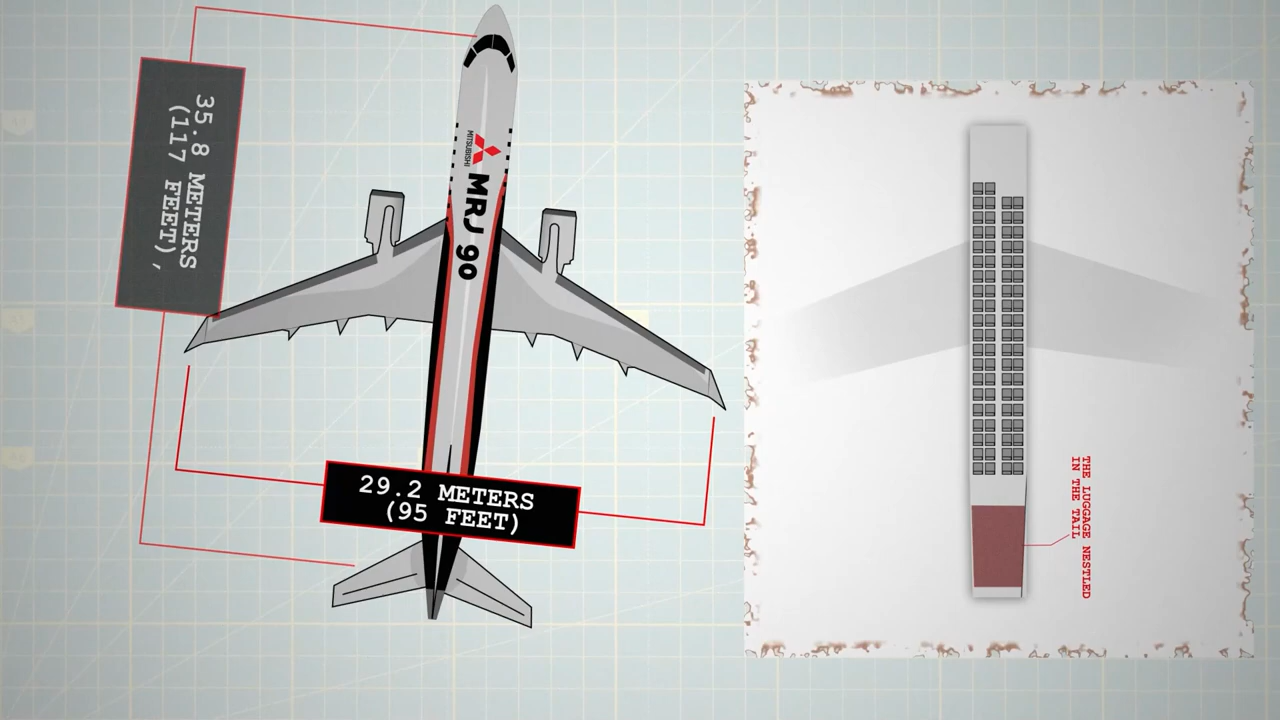 35.8 METERS
(117 FEET),
MITSUBISHI
MRJ 90
29.2 METERS
(95 FEET)
THE LUGGAGE NESTLED
IN THE TAIL